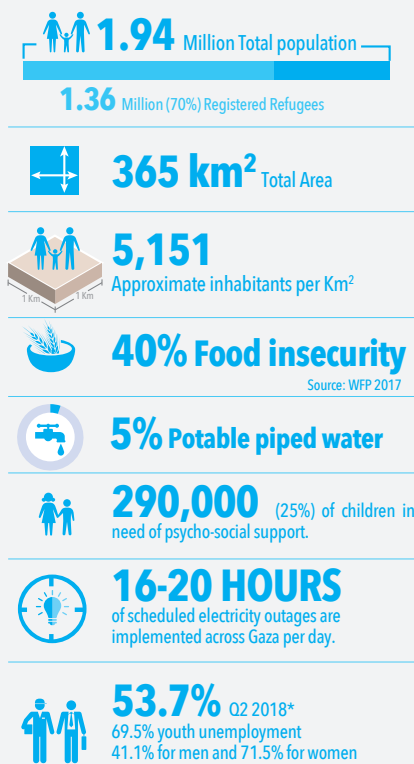 1.94 Million Total population
1.36 Million (70%) Registered Refugees
365 km² Total Area
5,151
Approximate inhabitants per Km²
1 Km 1 Km
40% Food insecurity
Source: WFP 2017
5% Potable piped water
290,000 (25%) of children in
need of psycho-social support.
16-20 HOURS
of scheduled electricity outages are
implemented across Gaza per day.
53.7% Q2 2018*
69.5% youth unemployment
41.1% for men and 71.5% for women